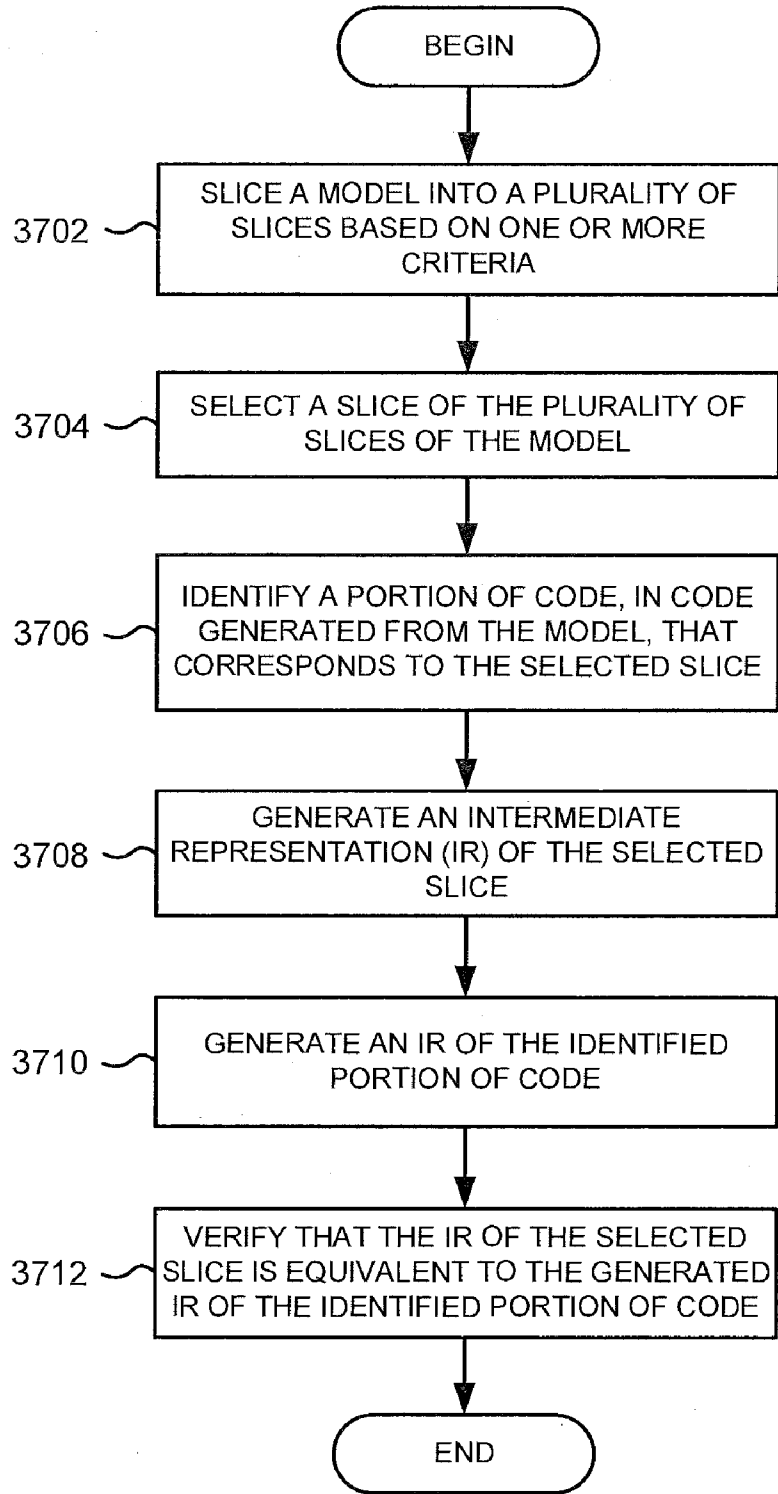 BEGIN
3702
SLICE A MODEL INTO A PLURALITY OF
SLICES BASED ON ONE OR MORE
CRITERIA
3704
SELECT A SLICE OF THE PLURALITY OF
SLICES OF THE MODEL
3706
IDENTIFY A PORTION OF CODE, IN CODE
GENERATED FROM THE MODEL, THAT
CORRESPONDS TO THE SELECTED SLICE
3708
GENERATE AN INTERMEDIATE
REPRESENTATION (IR) OF THE SELECTED
SLICE
3710
GENERATE AN IR OF THE IDENTIFIED
PORTION OF CODE
3712
VERIFY THAT THE IR OF THE SELECTED
SLICE IS EQUIVALENT TO THE GENERATED
IR OF THE IDENTIFIED PORTION OF CODE
END